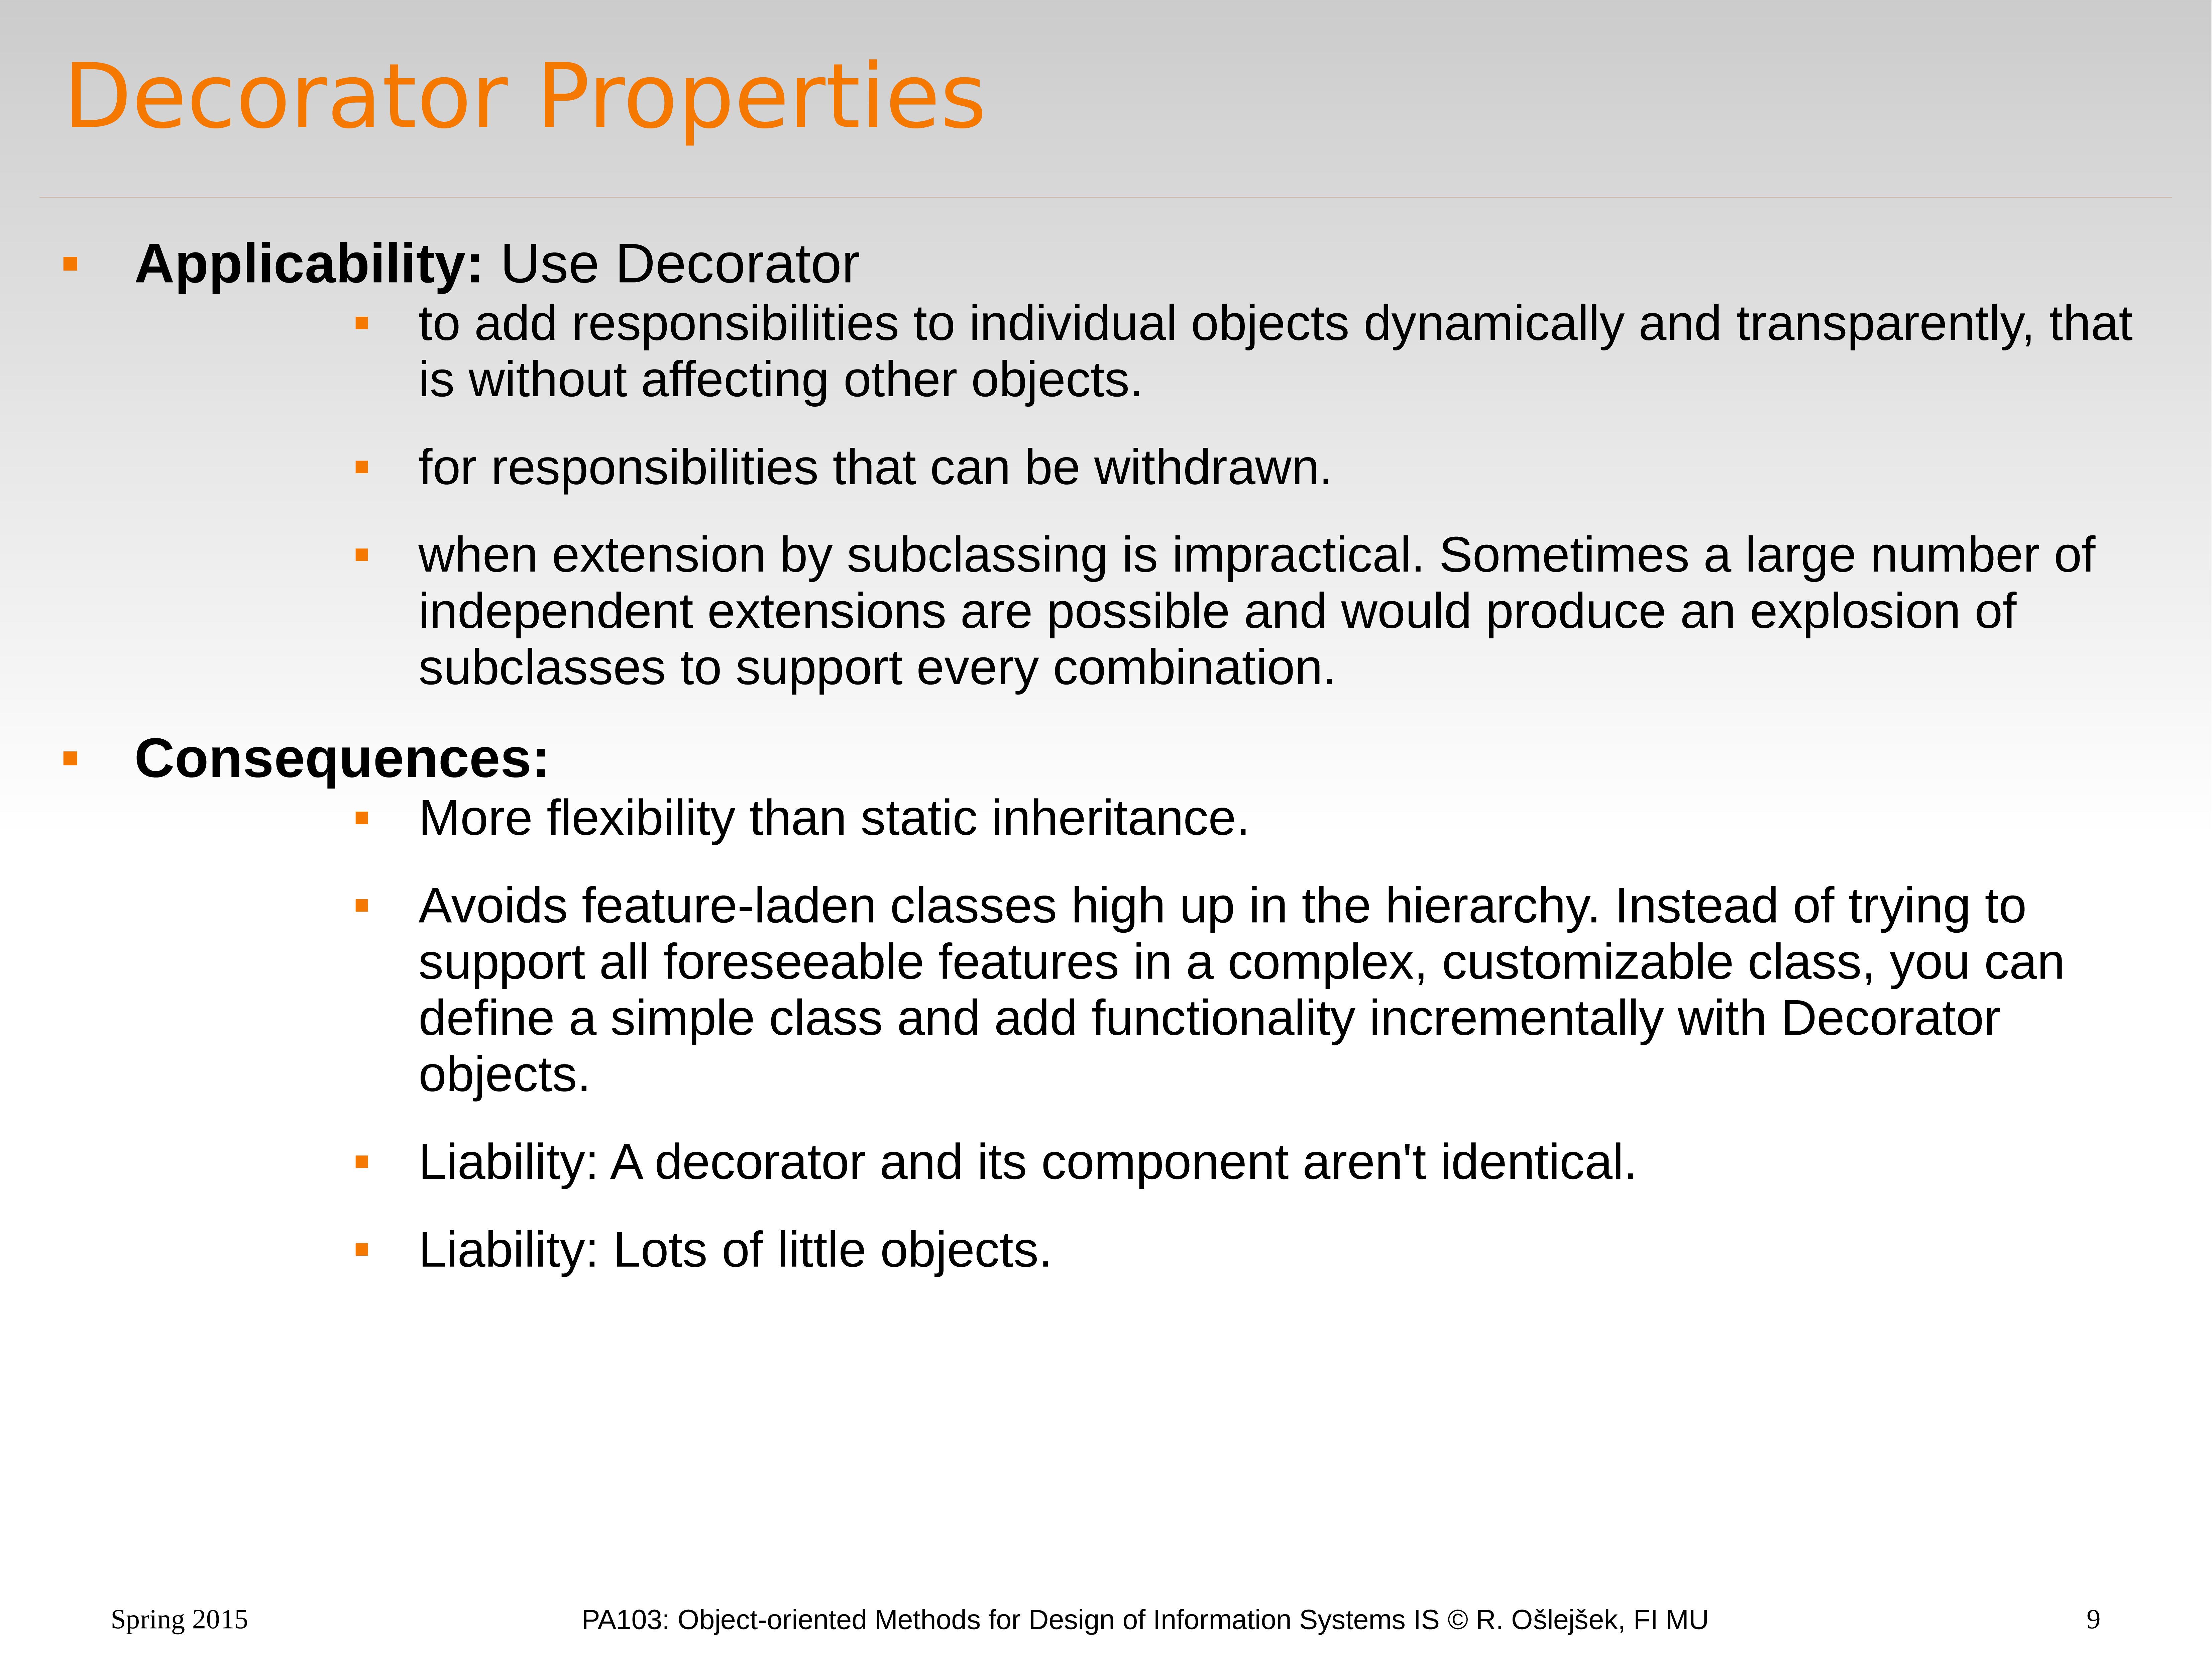 Decorator Properties
Applicability: Use Decorator
to add responsibilities to individual objects dynamically and transparently, that
is without affecting other objects.
for responsibilities that can be withdrawn.
when extension by subclassing is impractical. Sometimes a large number of
independent extensions are possible and would produce an explosion of
subclasses to support every combination.
Consequences:
More flexibility than static inheritance.
Avoids feature-laden classes high up in the hierarchy. Instead of trying to
support all foreseeable features in a complex, customizable class, you can
define a simple class and add functionality incrementally with Decorator
objects.
Liability: A decorator and its component aren't identical.
Liability: Lots of little objects.
Spring 2015 PA103: Object-oriented Methods for Design of Information Systems IS © R. Ošlejšek, FI MU 9